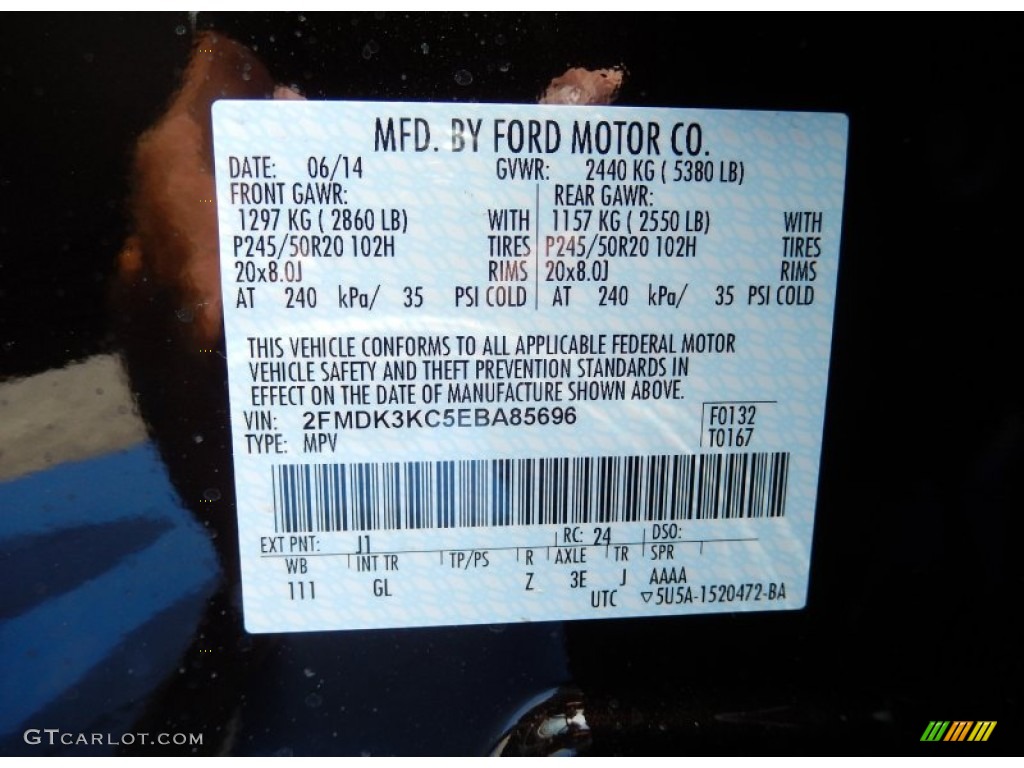 MFD. BY FORD MOTOR CO.
DATE: 06/14 GVWR: 2440 KG ( 5380 LB)
FRONT GAWR: REAR GAWR:
1297 KG ( 2860 LB) WITH 1157 KG ( 2550 LB) WITH
P245/50R20 102H TIRES P245/50R20 102H TIRES
20x8.0J RIMS 20x8.0J RIMS
AT 240 kPa/ 35 PSI COLD AT 240 kPa/ 35 PSI COLD
THIS VEHICLE CONFORMS TO ALL APPLICABLE FEDERAL MOTOR
VEHICLE SAFETY AND THEFT PREVENTION STANDARDS IN
EFFECT ON THE DATE OF MANUFACTURE SHOWN ABOVE.
VIN: 2FMDK3KC5EBA85696 F0132
TYPE: MPV T0167
EXT PNT: J1 RC: 24 DSO:
WB INT TR TP/PS R AXLE TR SPR
111 GL Z 3E J AAAA
UTC ▽5U5A-1520472-BA
GTCARLOT.COM